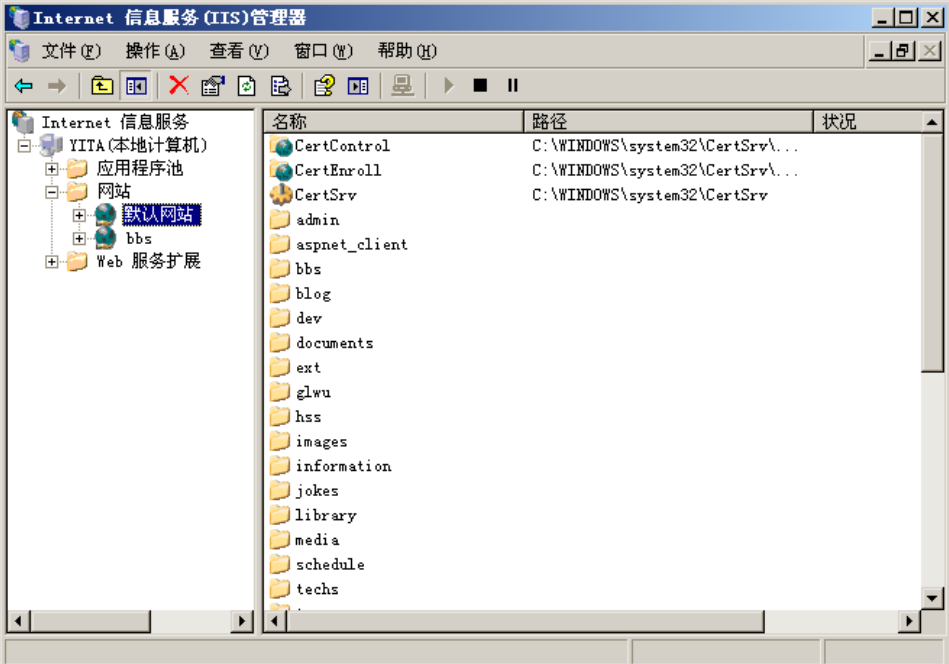 Internet 信息服务(IIS)管理器
文件(F) 操作(A) 查看(V) 窗口(W) 帮助(H)
Internet 信息服务
YITA(本地计算机)
应用程序池
网站
默认网站
bbs
Web 服务扩展
名称 路径 状况
CertControl C:\WINDOWS\system32\CertSrv\...
CertEnroll C:\WINDOWS\system32\CertSrv\...
CertSrv C:\WINDOWS\system32\CertSrv
admin
aspnet_client
bbs
blog
dev
documents
ext
glwu
hss
images
information
jokes
library
media
schedule
techs